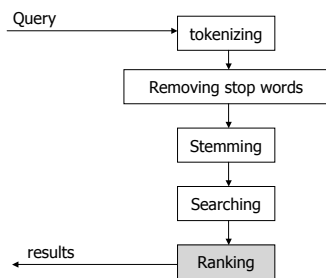 Query
tokenizing
Removing stop words
Stemming
Searching
results
Ranking